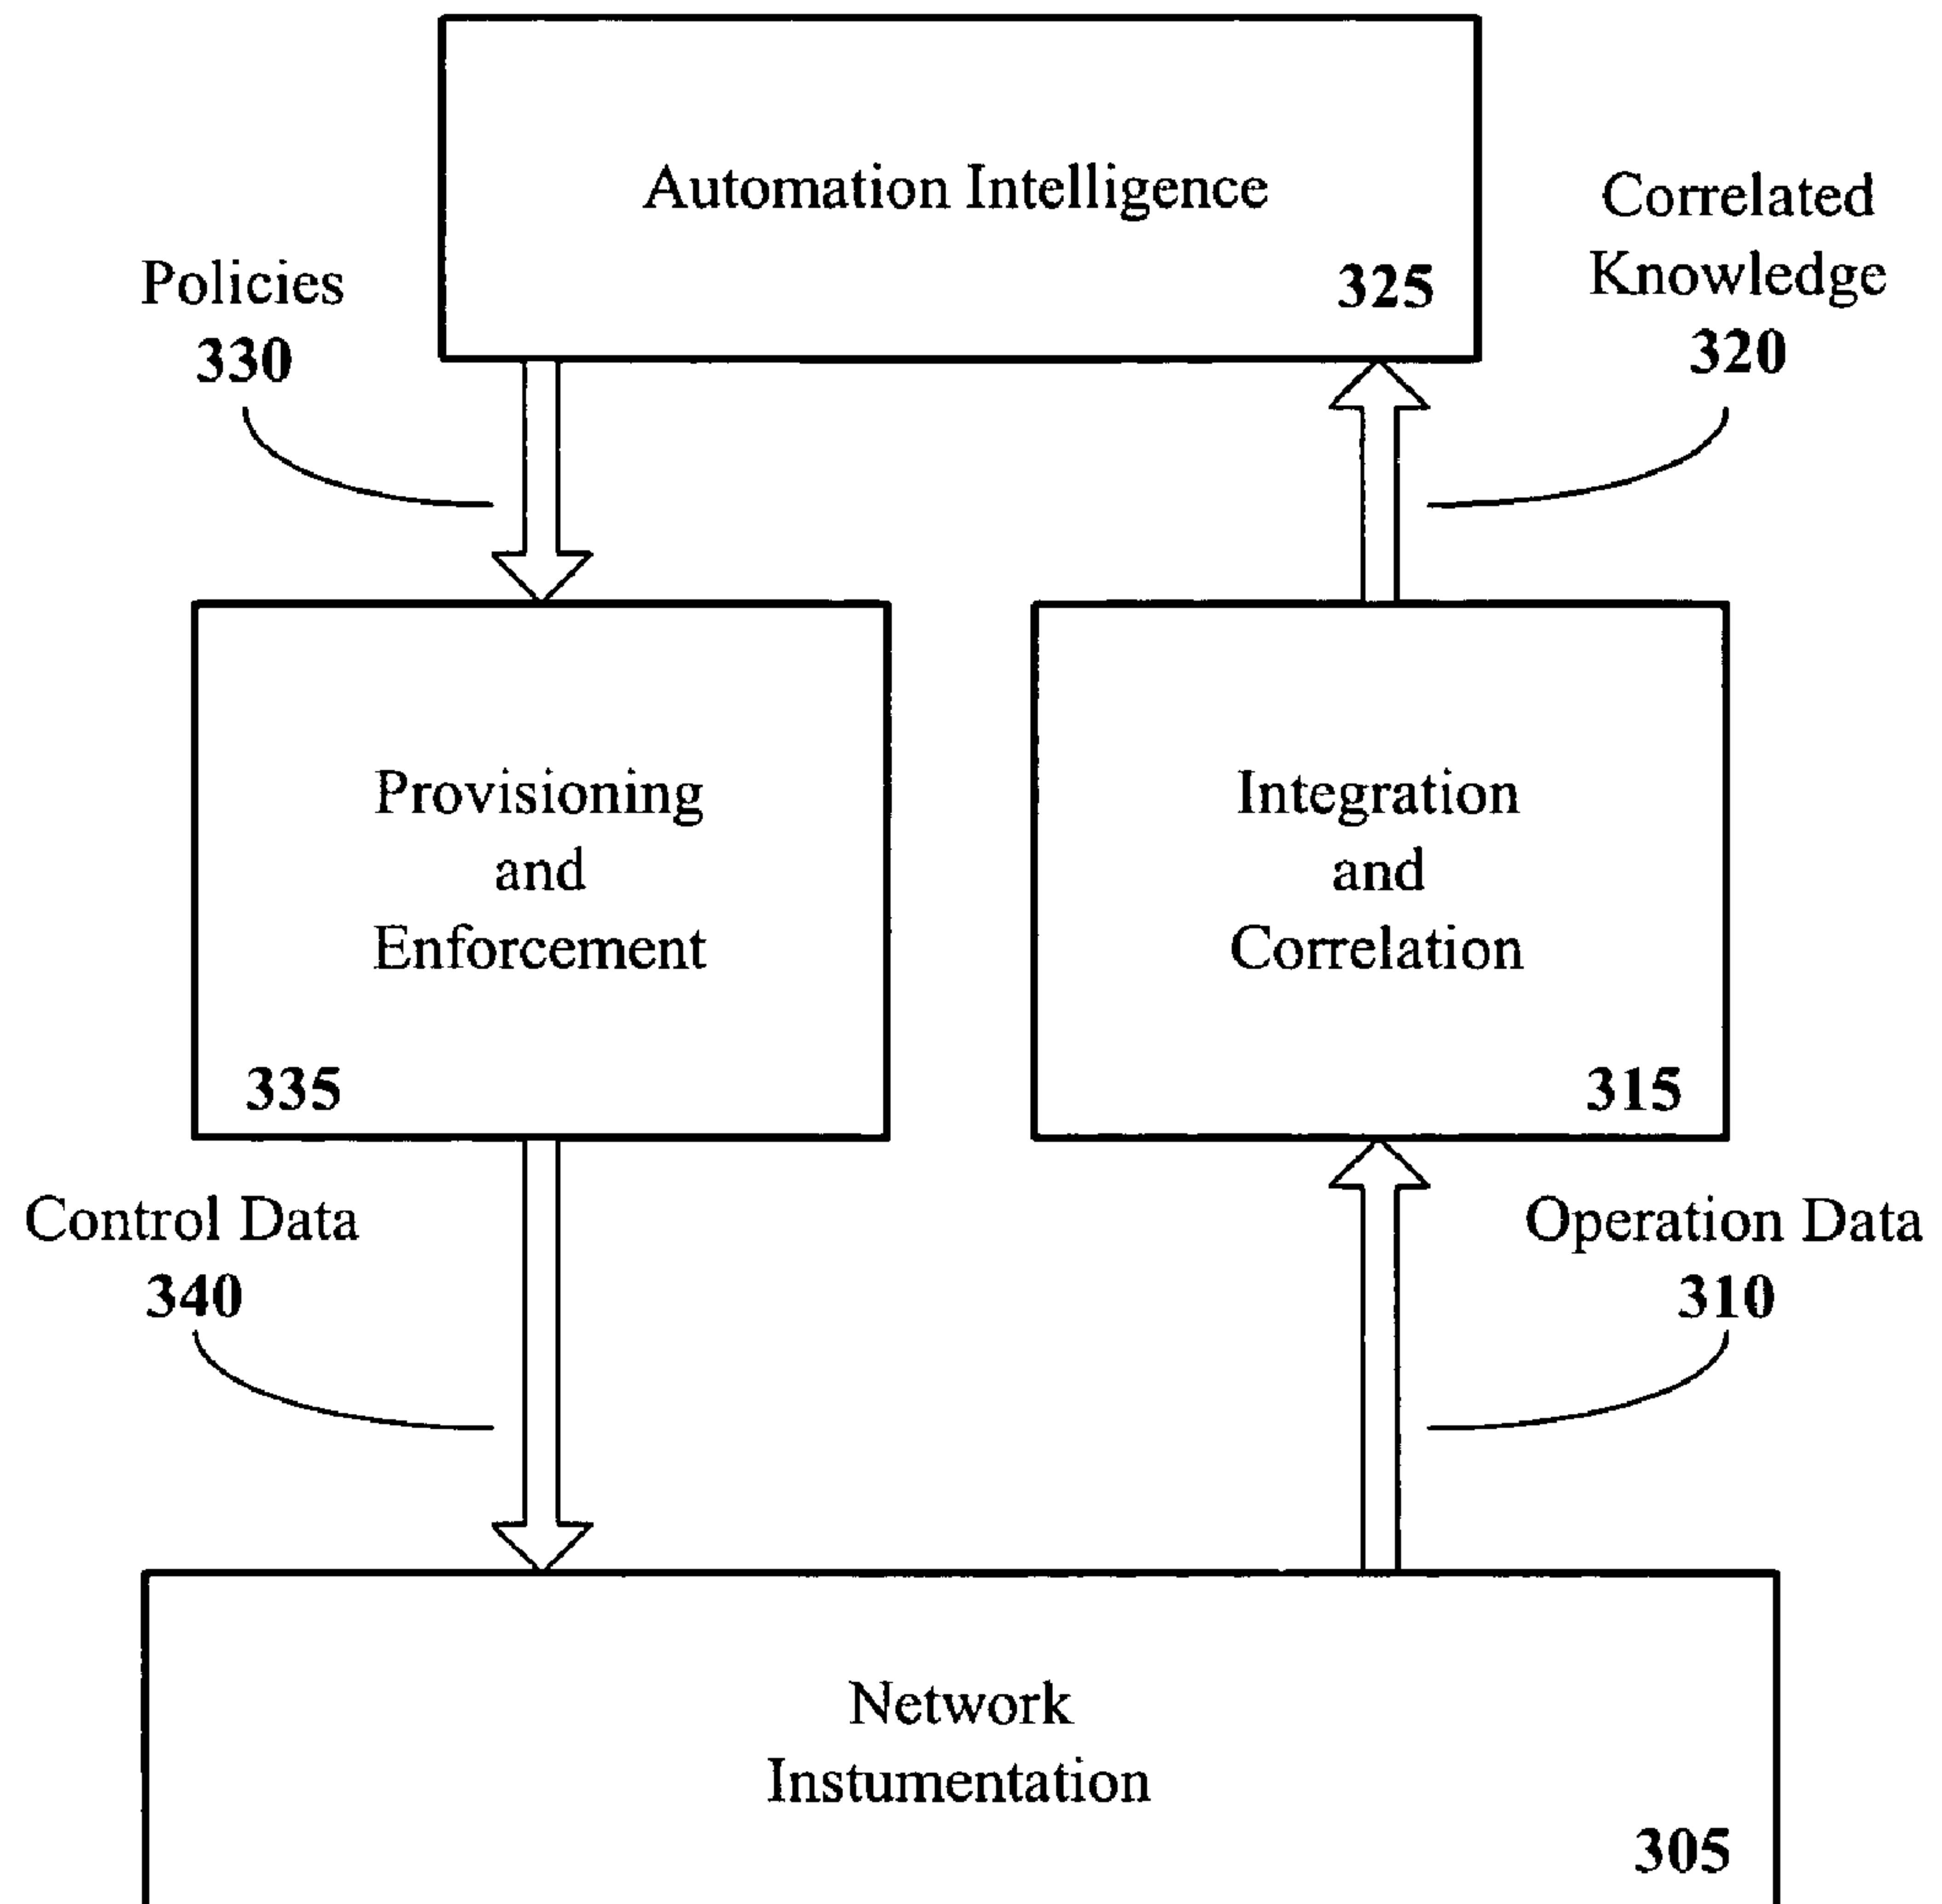 Automation Intelligence
325
Policies
330
Correlated
Knowledge
320
Provisioning
and
Enforcement
335
Integration
and
Correlation
315
Control Data
340
Operation Data
310
Network
Instumentation
305